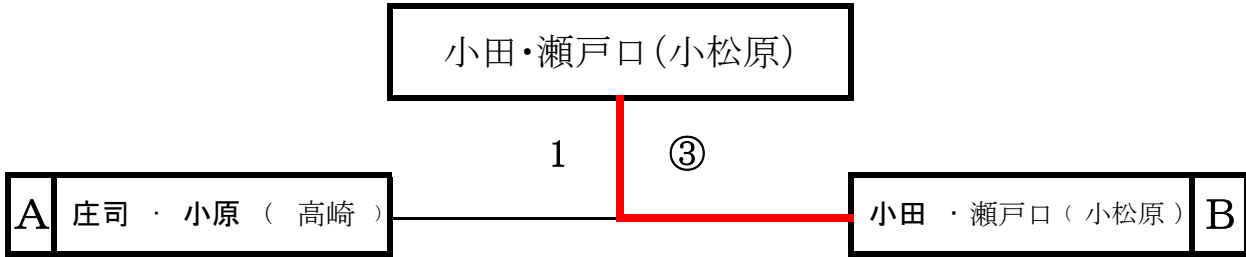 小田・瀬戸口(小松原)
1 ③
A 庄司 ・ 小原 ( 高崎 ) 小田 ・瀬戸口( 小松原 ) B